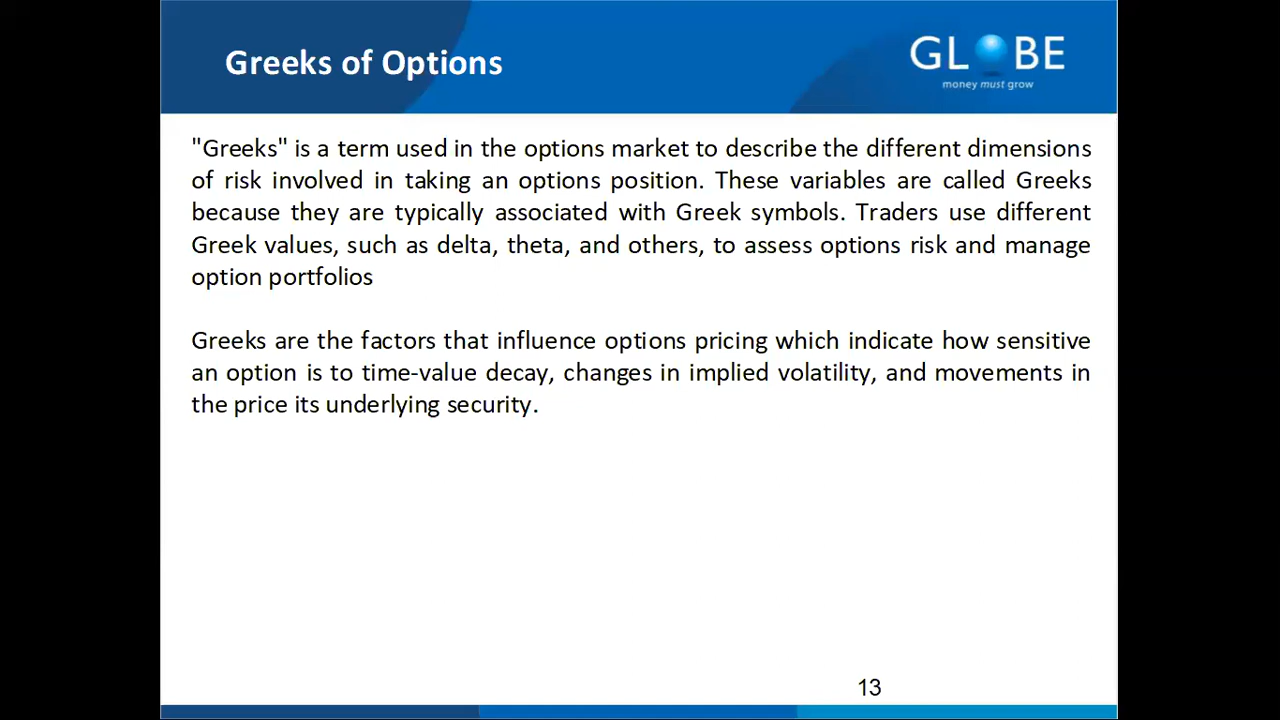 Greeks of Options
GLOBE
money must grow
"Greeks" is a term used in the options market to describe the different dimensions
of risk involved in taking an options position. These variables are called Greeks
because they are typically associated with Greek symbols. Traders use different
Greek values, such as delta, theta, and others, to assess options risk and manage
option portfolios
Greeks are the factors that influence options pricing which indicate how sensitive
an option is to time-value decay, changes in implied volatility, and movements in
the price its underlying security.
13